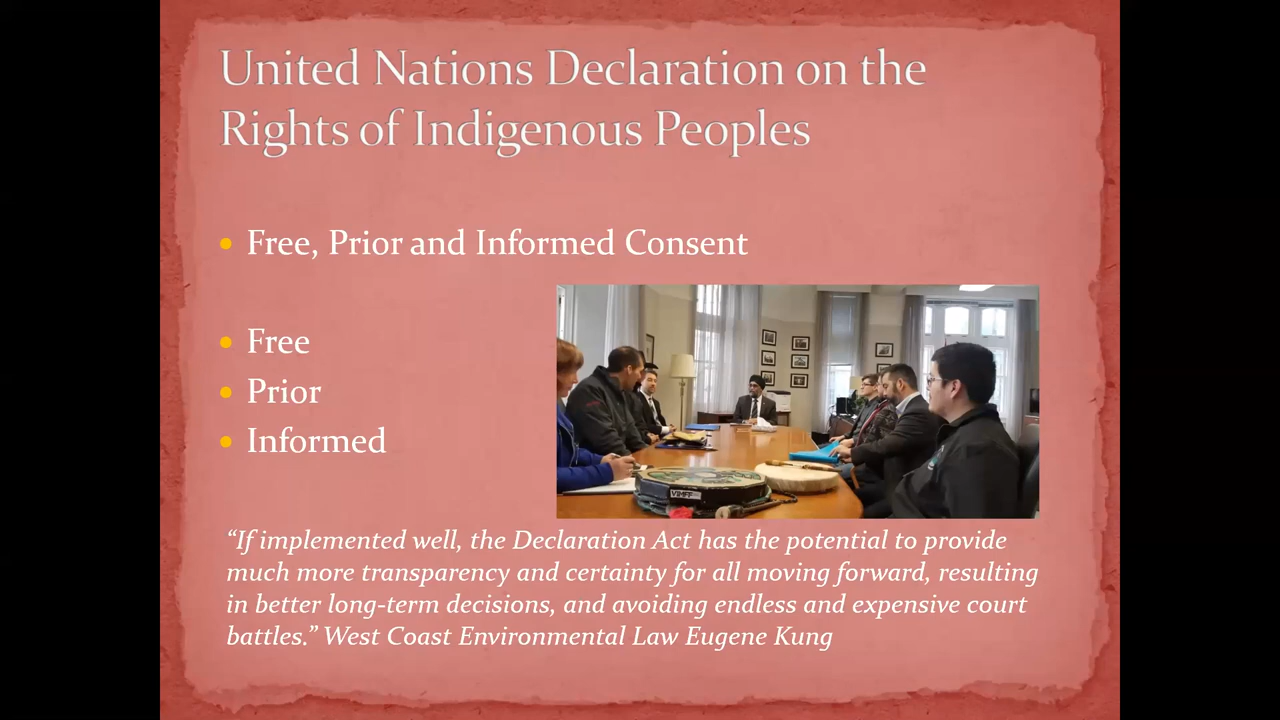 United Nations Declaration on the
Rights of Indigenous Peoples
Free, Prior and Informed Consent
Free
Prior
Informed
VIMFF
“If implemented well, the Declaration Act has the potential to provide
much more transparency and certainty for all moving forward, resulting
in better long-term decisions, and avoiding endless and expensive court
battles.” West Coast Environmental Law Eugene Kung